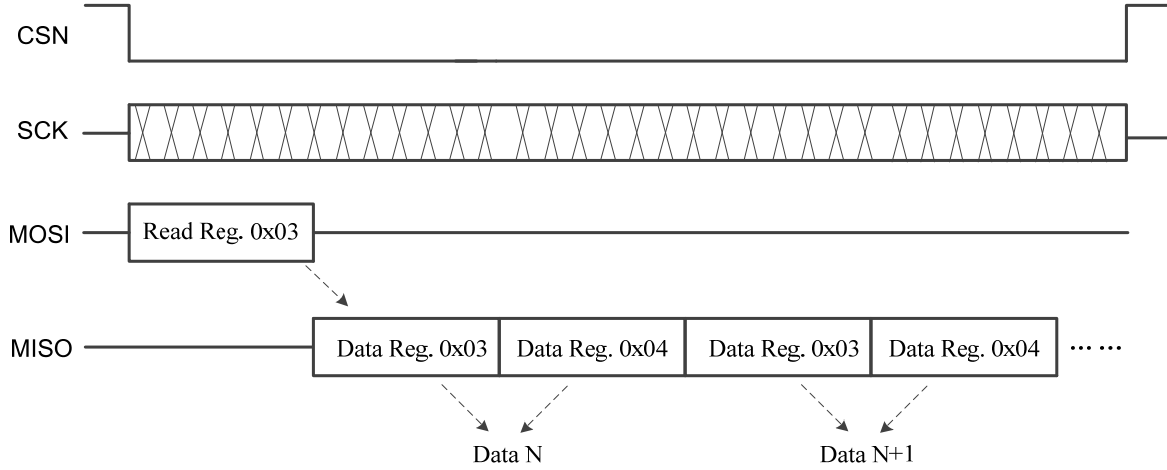 CSN
SCK
MOSI
Read Reg. 0x03
MISO
Data Reg. 0x03
Data Reg. 0x04
Data Reg. 0x03
Data Reg. 0x04
... ...
Data N
Data N+1